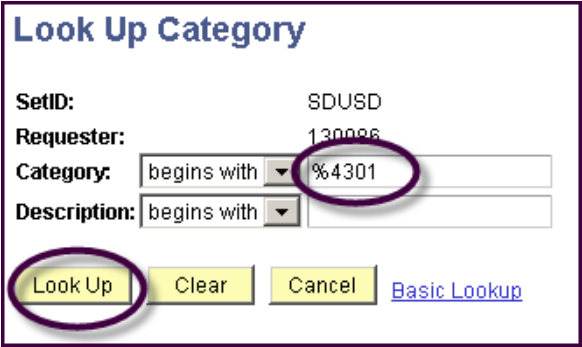 Look Up Category
SetID: SDUSD
Requester: 130986
Category: begins with %4301
Description: begins with
Look Up Clear Cancel Basic Lookup